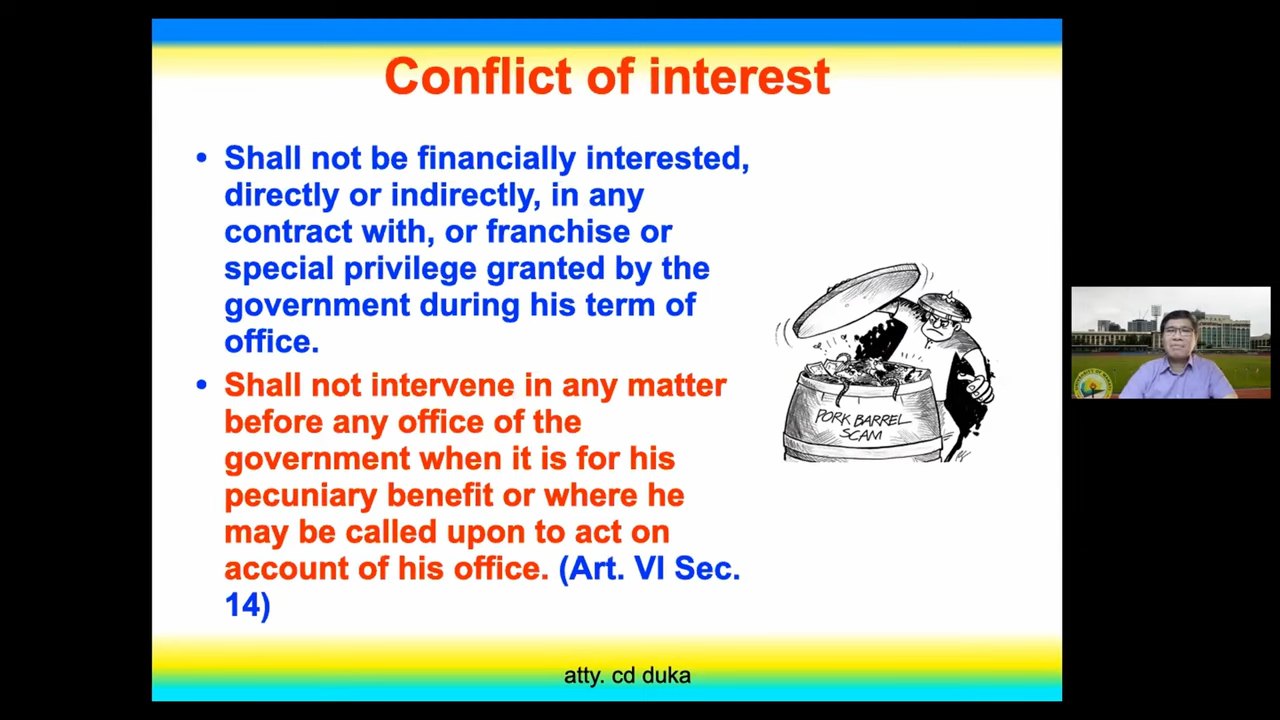 Conflict of interest
• Shall not be financially interested,
directly or indirectly, in any
contract with, or franchise or
special privilege granted by the
government during his term of
office.
• Shall not intervene in any matter
before any office of the
government when it is for his
pecuniary benefit or where he
may be called upon to act on
account of his office. (Art. VI Sec.
14)
PORK BARREL
SCAM
atty. cd duka